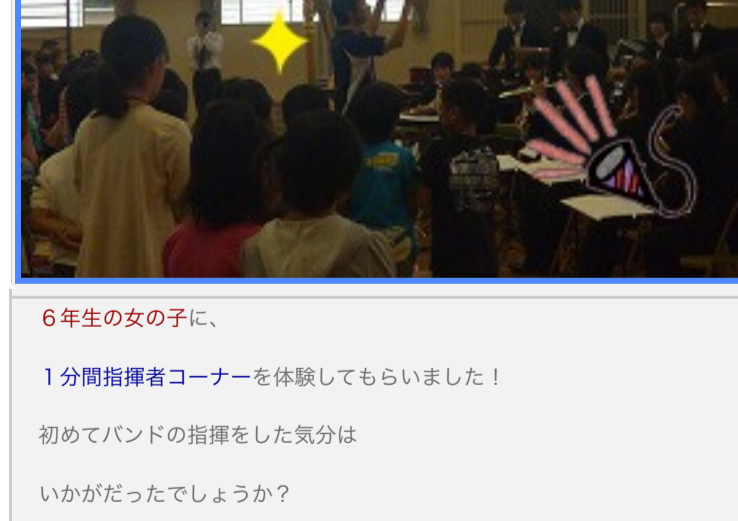 ６年生の女の子に、
１分間指揮者コーナーを体験してもらいました！
初めてバンドの指揮をした気分は
いかがだったでしょうか？